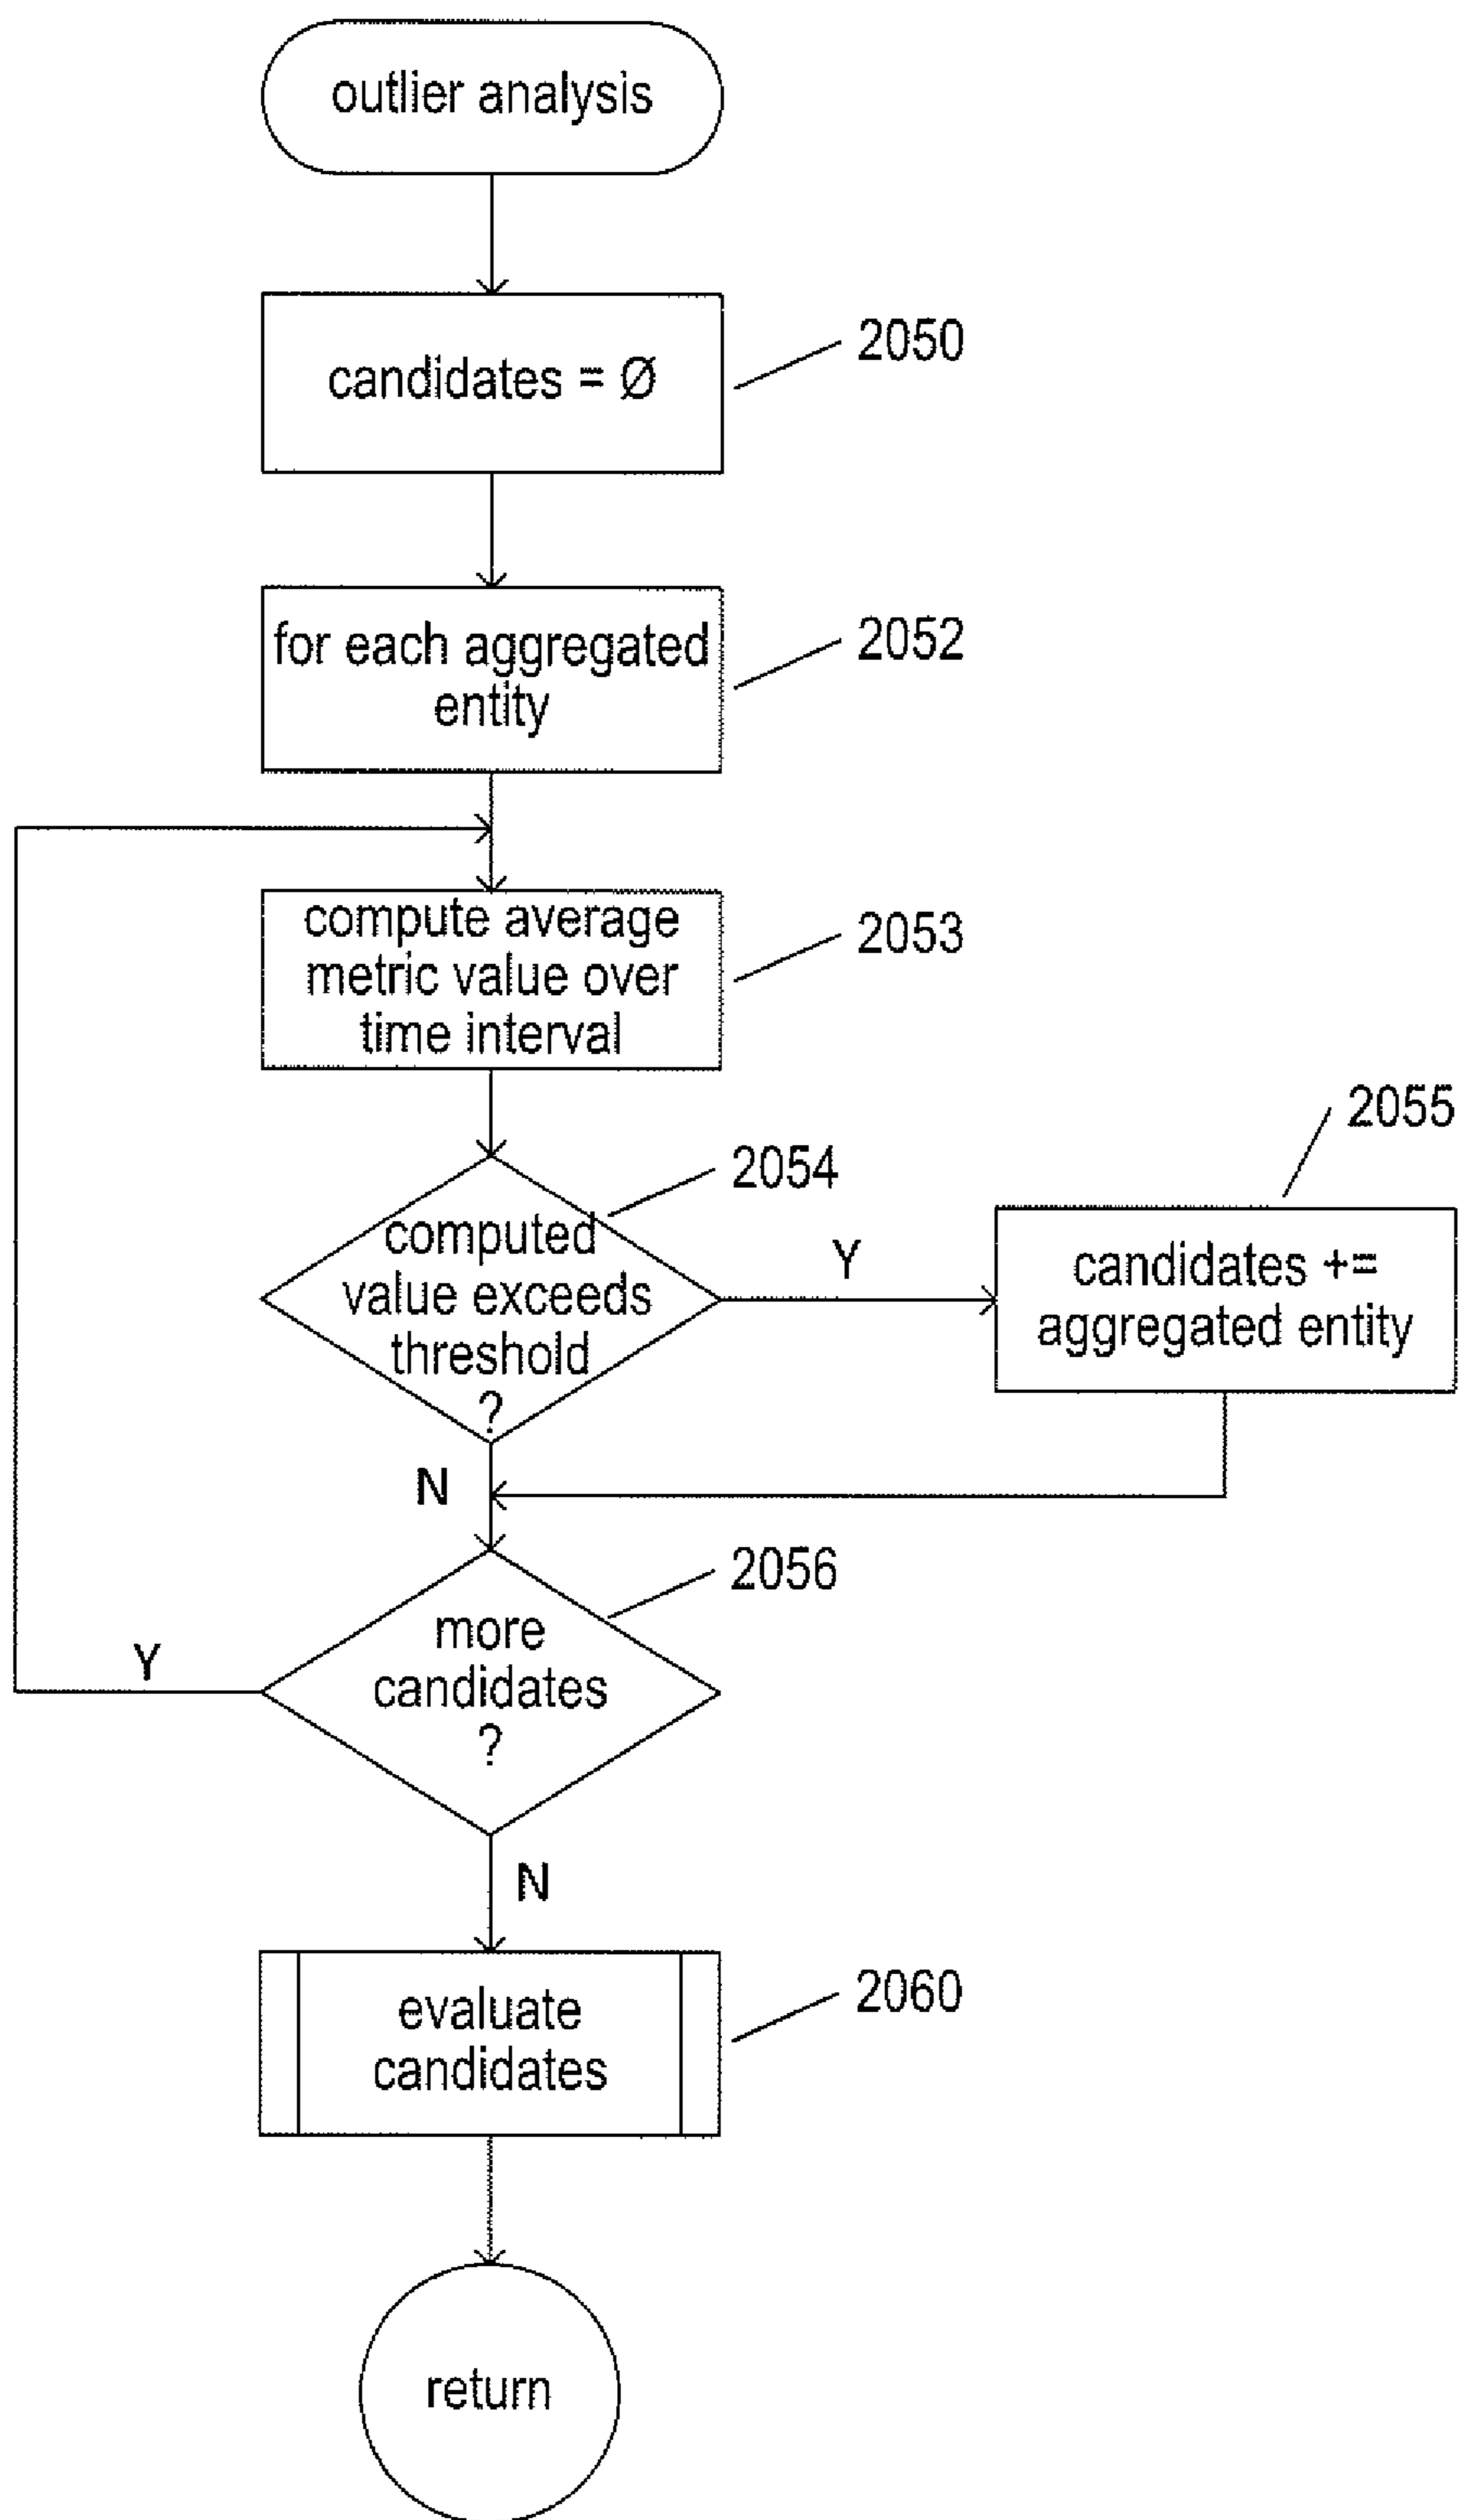 outlier analysis
candidates = Ø
2050
for each aggregated
entity
2052
compute average
metric value over
time interval
2053
computed
value exceeds
threshold
?
2054
Y
N
candidates +=
aggregated entity
2055
more
candidates
?
2056
Y
N
evaluate
candidates
2060
return